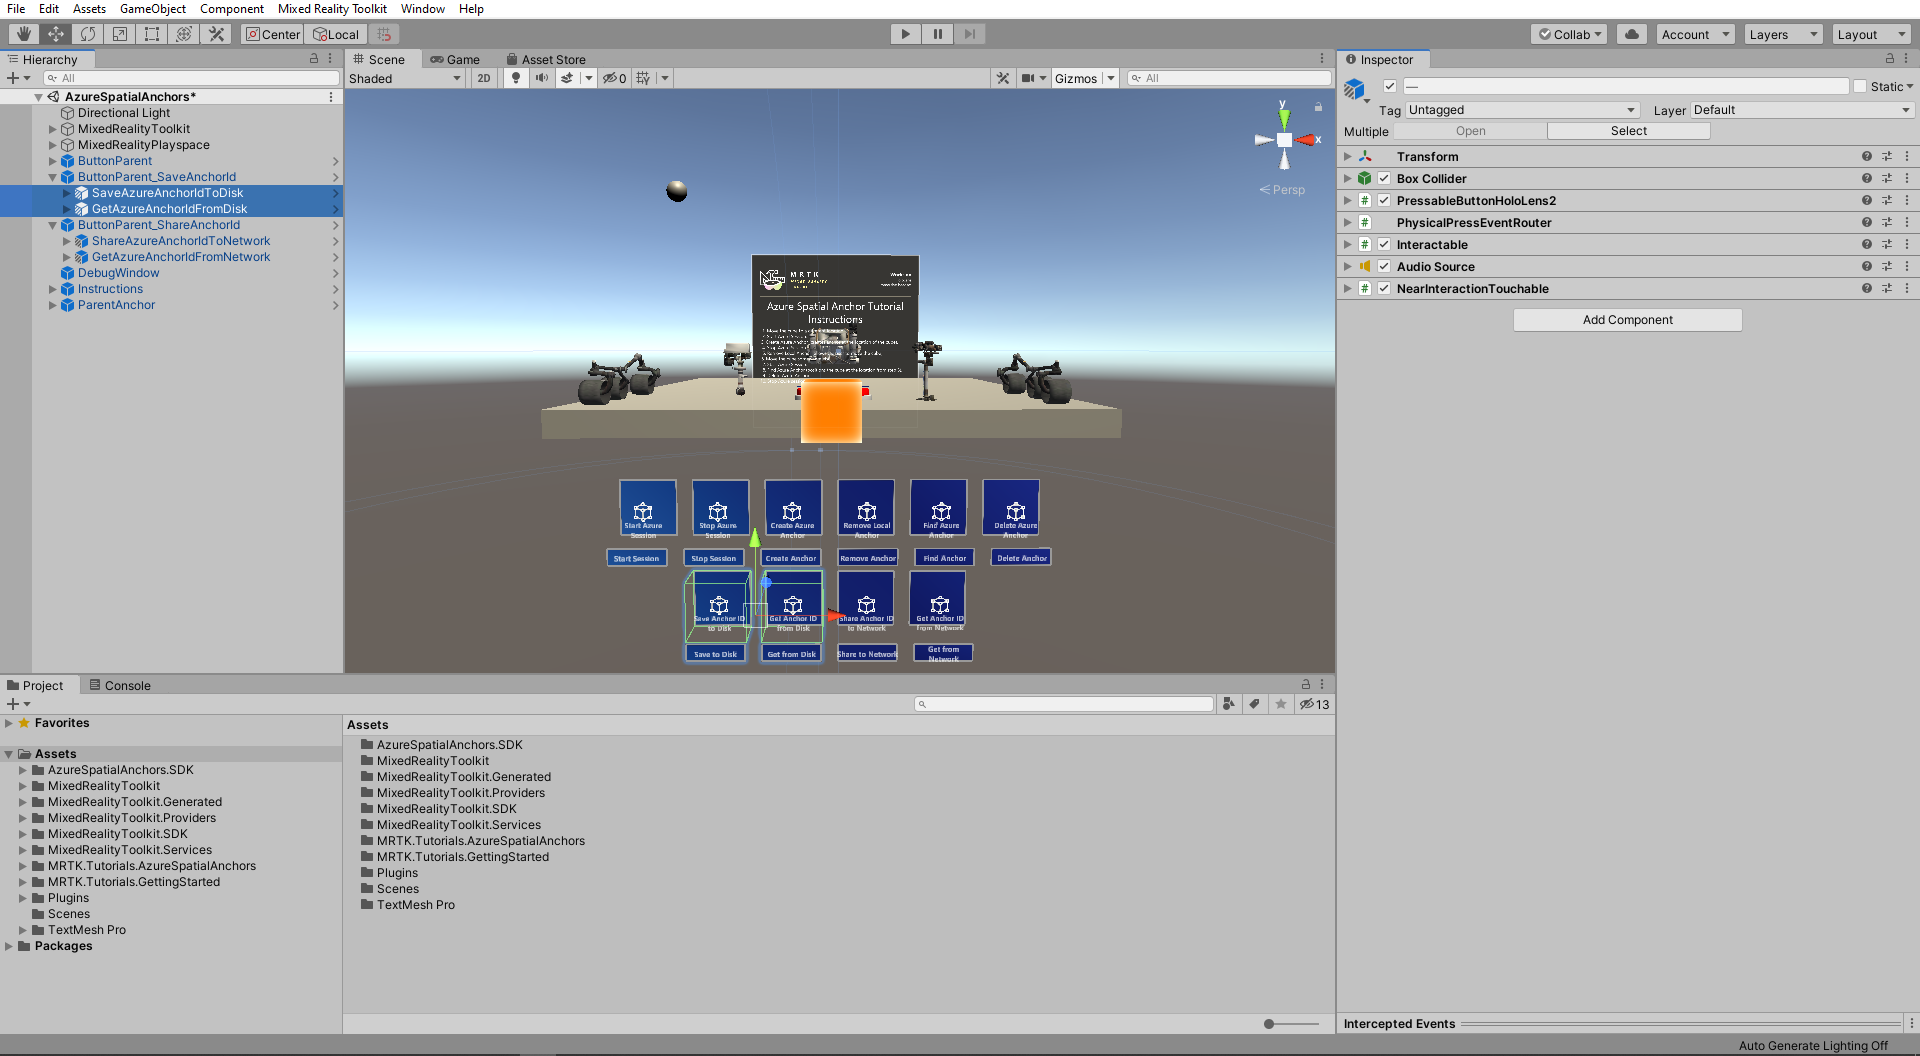 File Edit Assets GameObject Component Mixed Reality Toolkit Window Help
Center Local Collab Account Layers Layout
Hierarchy
All
AzureSpatialAnchors*
Directional Light
MixedRealityToolkit
MixedRealityPlayspace
ButtonParent
ButtonParent_SaveAnchorId
SaveAzureAnchorIdToDisk
GetAzureAnchorIdFromDisk
ButtonParent_ShareAnchorId
ShareAzureAnchorIdToNetwork
GetAzureAnchorIdFromNetwork
DebugWindow
Instructions
ParentAnchor
Scene Game Asset Store
Shaded 2D 0 Gizmos All
y
x
Persp
MRTK
Azure Spatial Anchor Tutorial
Instructions
Start Azure Session
Stop Azure Session
Create Azure Anchor
Remove Local Anchor
Find Azure Anchor
Delete Azure Anchor
Start Session Stop Session Create Anchor Remove Anchor Find Anchor Delete Anchor
Save Anchor ID to Disk
Get Anchor ID from Disk
Share Anchor ID to Network
Get Anchor ID from Network
Save to Disk Get from Disk Share to Network Get from Network
Inspector
—
Static
Tag Untagged Layer Default
Multiple Open Select
Transform
Box Collider
PressableButtonHoloLens2
PhysicalPressEventRouter
Interactable
Audio Source
NearInteractionTouchable
Add Component
Intercepted Events
Project Console
13
Favorites
Assets
AzureSpatialAnchors.SDK
MixedRealityToolkit
MixedRealityToolkit.Generated
MixedRealityToolkit.Providers
MixedRealityToolkit.SDK
MixedRealityToolkit.Services
MRTK.Tutorials.AzureSpatialAnchors
MRTK.Tutorials.GettingStarted
Plugins
Scenes
TextMesh Pro
Packages
Assets
AzureSpatialAnchors.SDK
MixedRealityToolkit
MixedRealityToolkit.Generated
MixedRealityToolkit.Providers
MixedRealityToolkit.SDK
MixedRealityToolkit.Services
MRTK.Tutorials.AzureSpatialAnchors
MRTK.Tutorials.GettingStarted
Plugins
Scenes
TextMesh Pro
Auto Generate Lighting Off